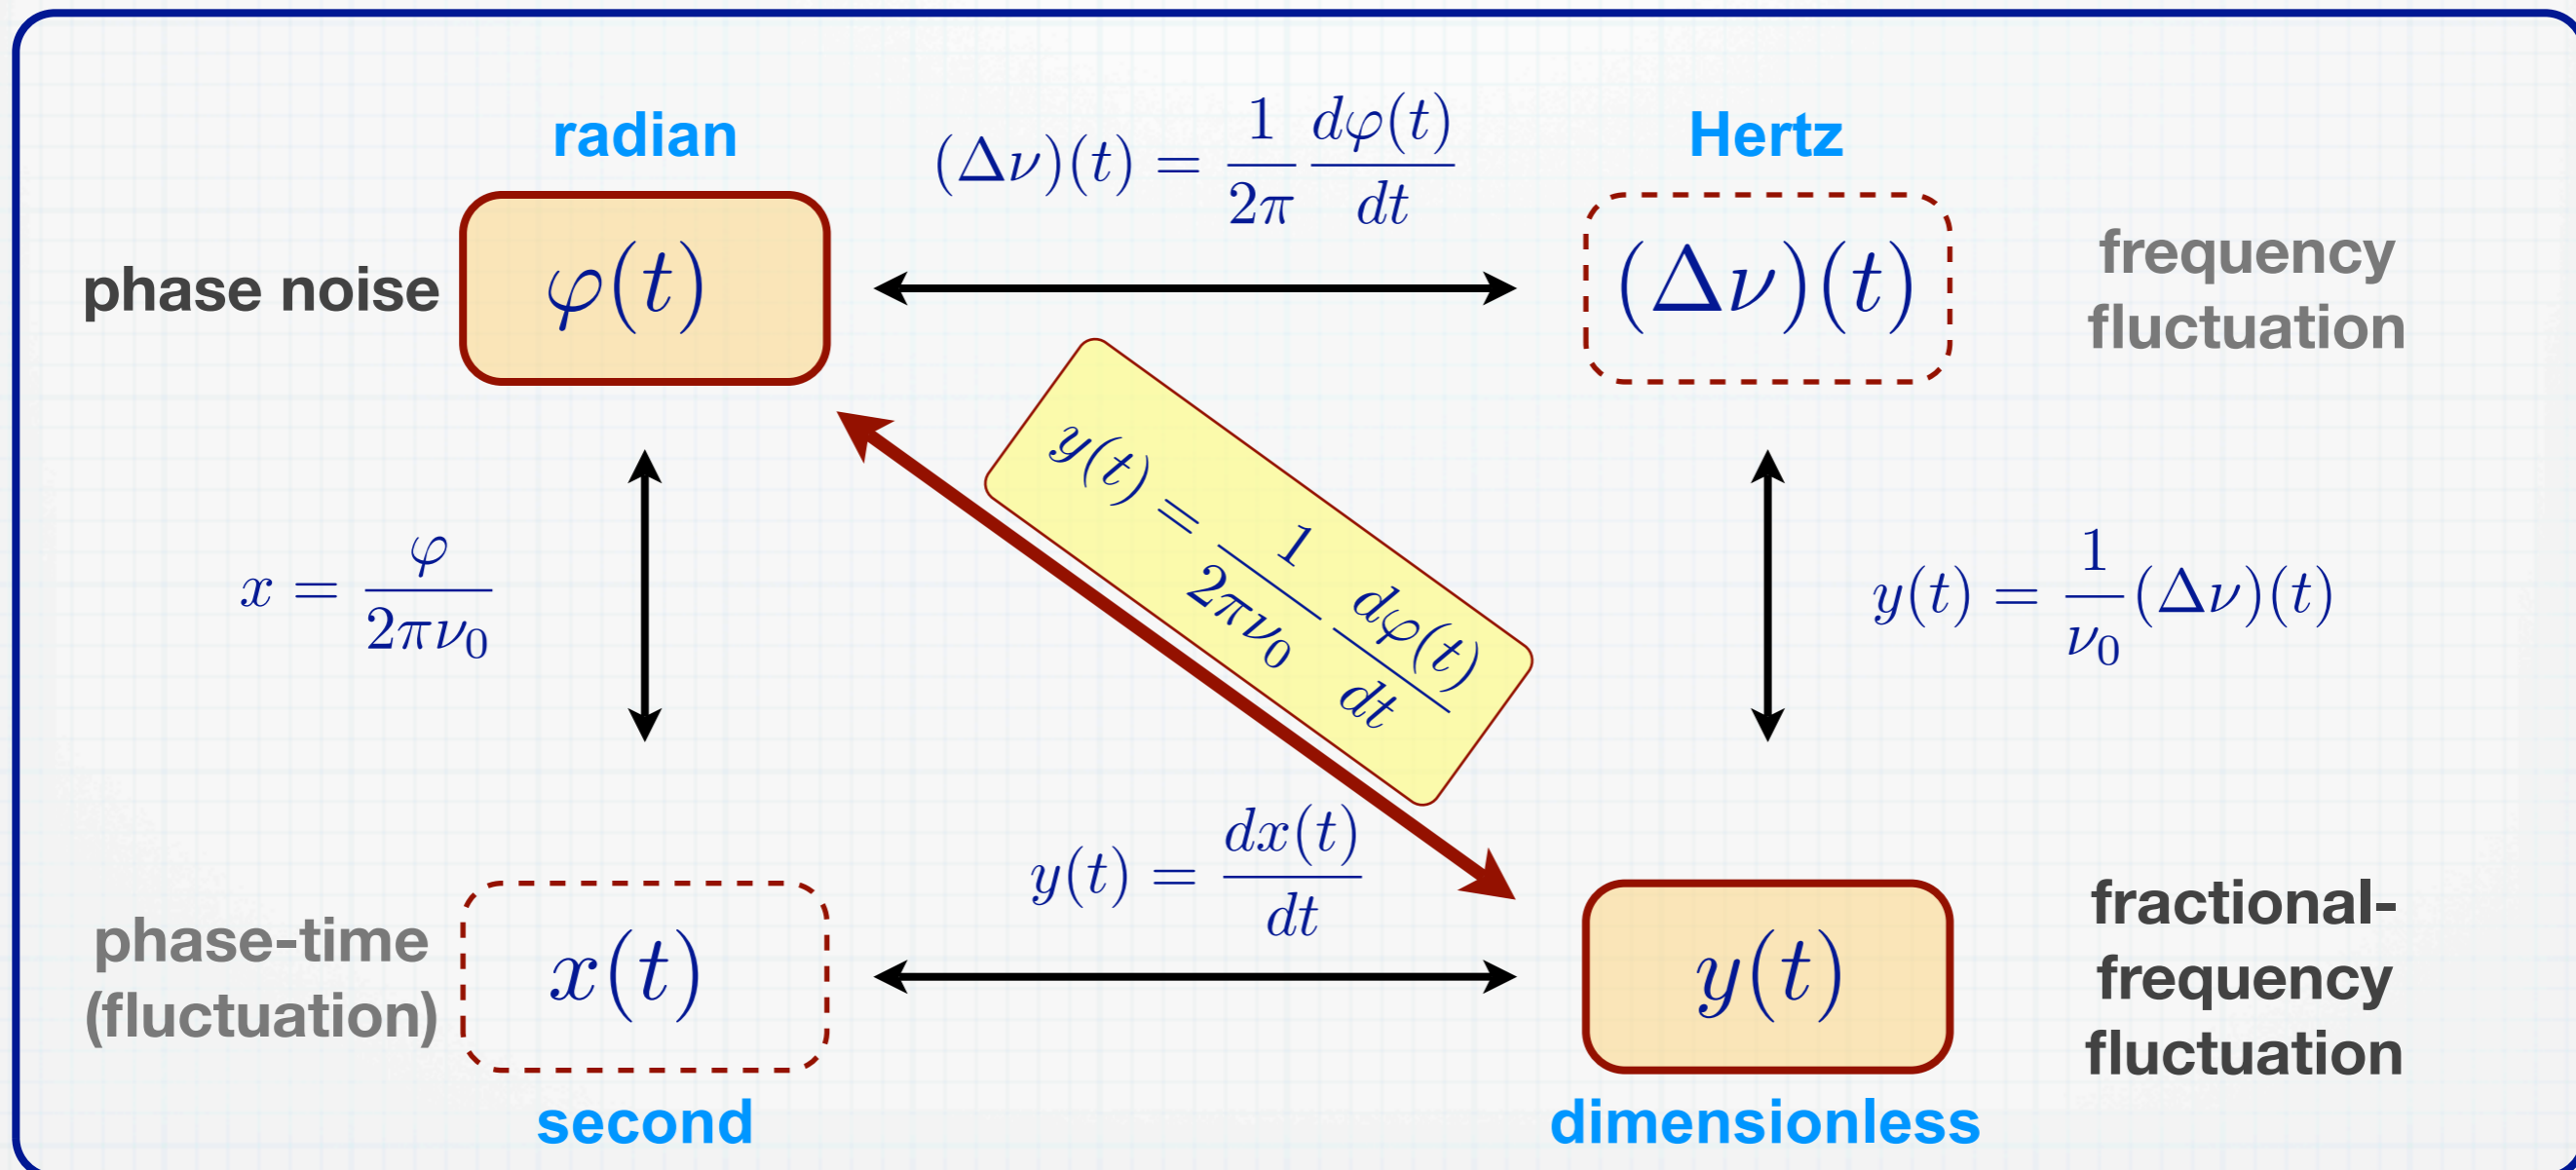 radian
(Δν)(t) = 1/2π dφ(t)/dt
Hertz
phase noise
φ(t)
(Δν)(t)
frequency
fluctuation
x = φ/2πν₀
y(t) = 1/2πν₀ dφ(t)/dt
y(t) = 1/ν₀ (Δν)(t)
y(t) = dx(t)/dt
phase-time
(fluctuation)
x(t)
y(t)
fractional-
frequency
fluctuation
second
dimensionless